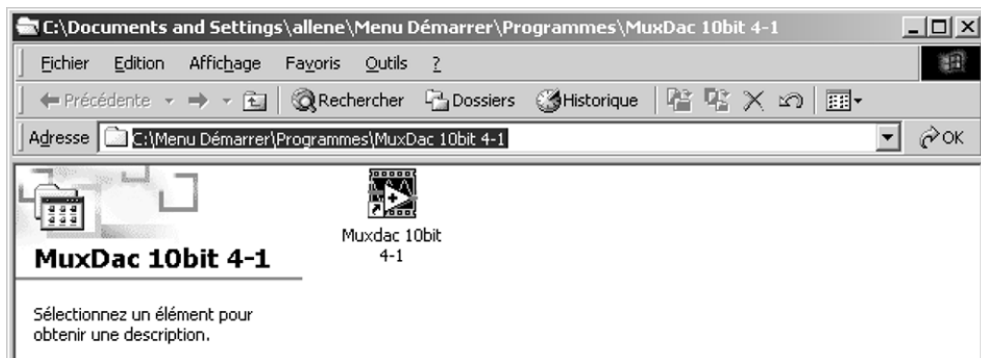 C:\Documents and Settings\allene\Menu Démarrer\Programmes\MuxDac 10bit 4-1
Eichier Edition Affichage Favoris Outils ?
Précédente Rechercher Dossiers Historique
Adresse C:\Menu Démarrer\Programmes\MuxDac 10bit 4-1 OK
Muxdac 10bit
4-1
MuxDac 10bit 4-1
Sélectionnez un élément pour
obtenir une description.